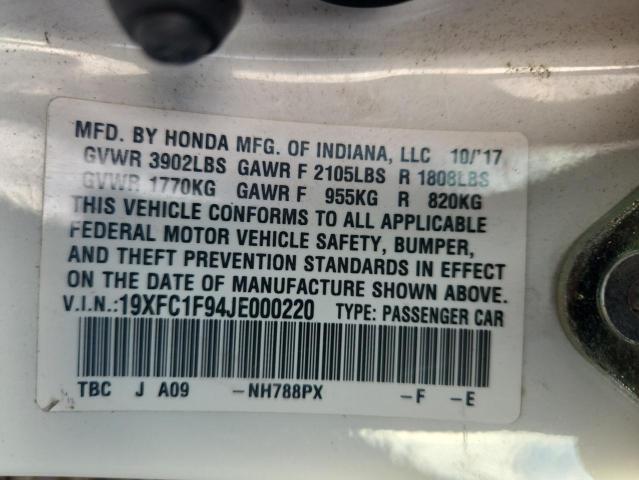 MFD. BY HONDA MFG. OF INDIANA, LLC 10/'17
GVWR 3902LBS GAWR F 2105LBS R 1808LBS
GVWR 1770KG GAWR F 955KG R 820KG
THIS VEHICLE CONFORMS TO ALL APPLICABLE
FEDERAL MOTOR VEHICLE SAFETY, BUMPER,
AND THEFT PREVENTION STANDARDS IN EFFECT
ON THE DATE OF MANUFACTURE SHOWN ABOVE.
V.I.N.:19XFC1F94JE000220 TYPE: PASSENGER CAR
TBC J A09 -NH788PX -F -E